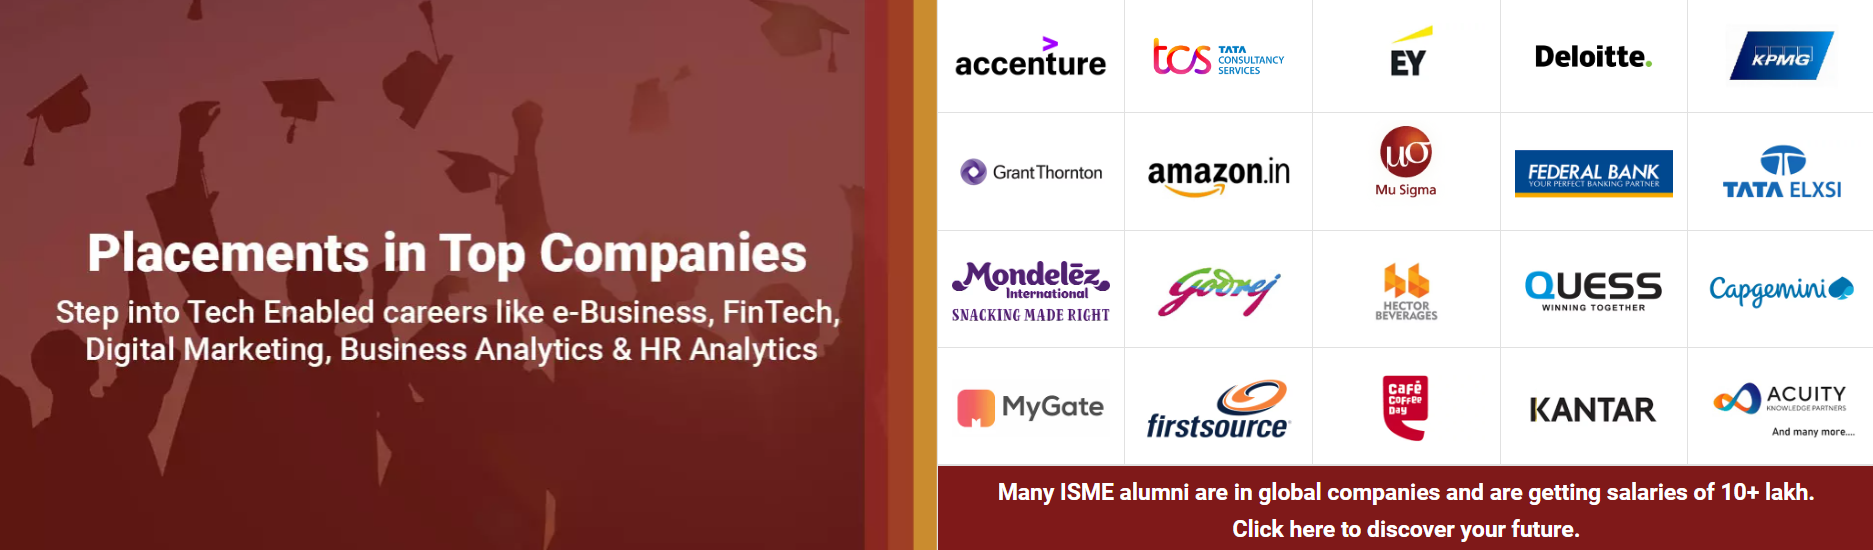 Placements in Top Companies
Step into Tech Enabled careers like e-Business, FinTech,
Digital Marketing, Business Analytics & HR Analytics
accenture
tcs TATA
CONSULTANCY
SERVICES
EY
Deloitte.
KPMG
Grant Thornton
amazon.in
μσ
Mu Sigma
FEDERAL BANK
YOUR PERFECT BANKING PARTNER
TATA ELXSI
Mondelēz
International
SNACKING MADE RIGHT
Godrej
HECTOR
BEVERAGES
QUESS
WINNING TOGETHER
Capgemini
MyGate
firstsource
café
coffee
Day
KANTAR
ACUITY
KNOWLEDGE PARTNERS
And many more....
Many ISME alumni are in global companies and are getting salaries of 10+ lakh.
Click here to discover your future.